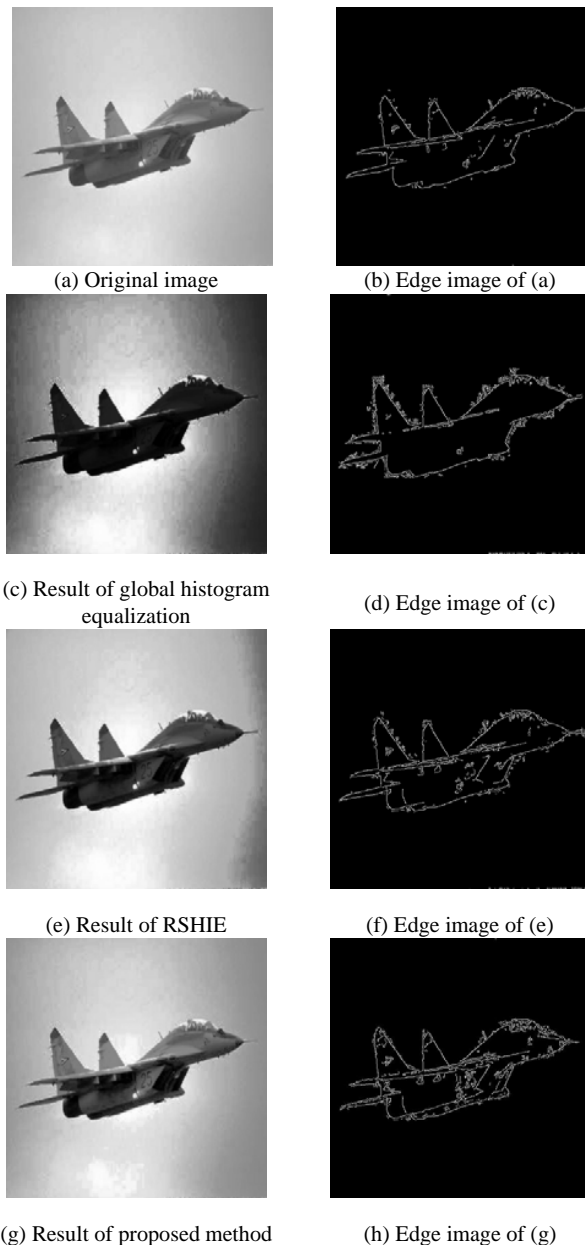 (a) Original image
(b) Edge image of (a)
(c) Result of global histogram
equalization
(d) Edge image of (c)
(e) Result of RSHIE
(f) Edge image of (e)
(g) Result of proposed method
(h) Edge image of (g)